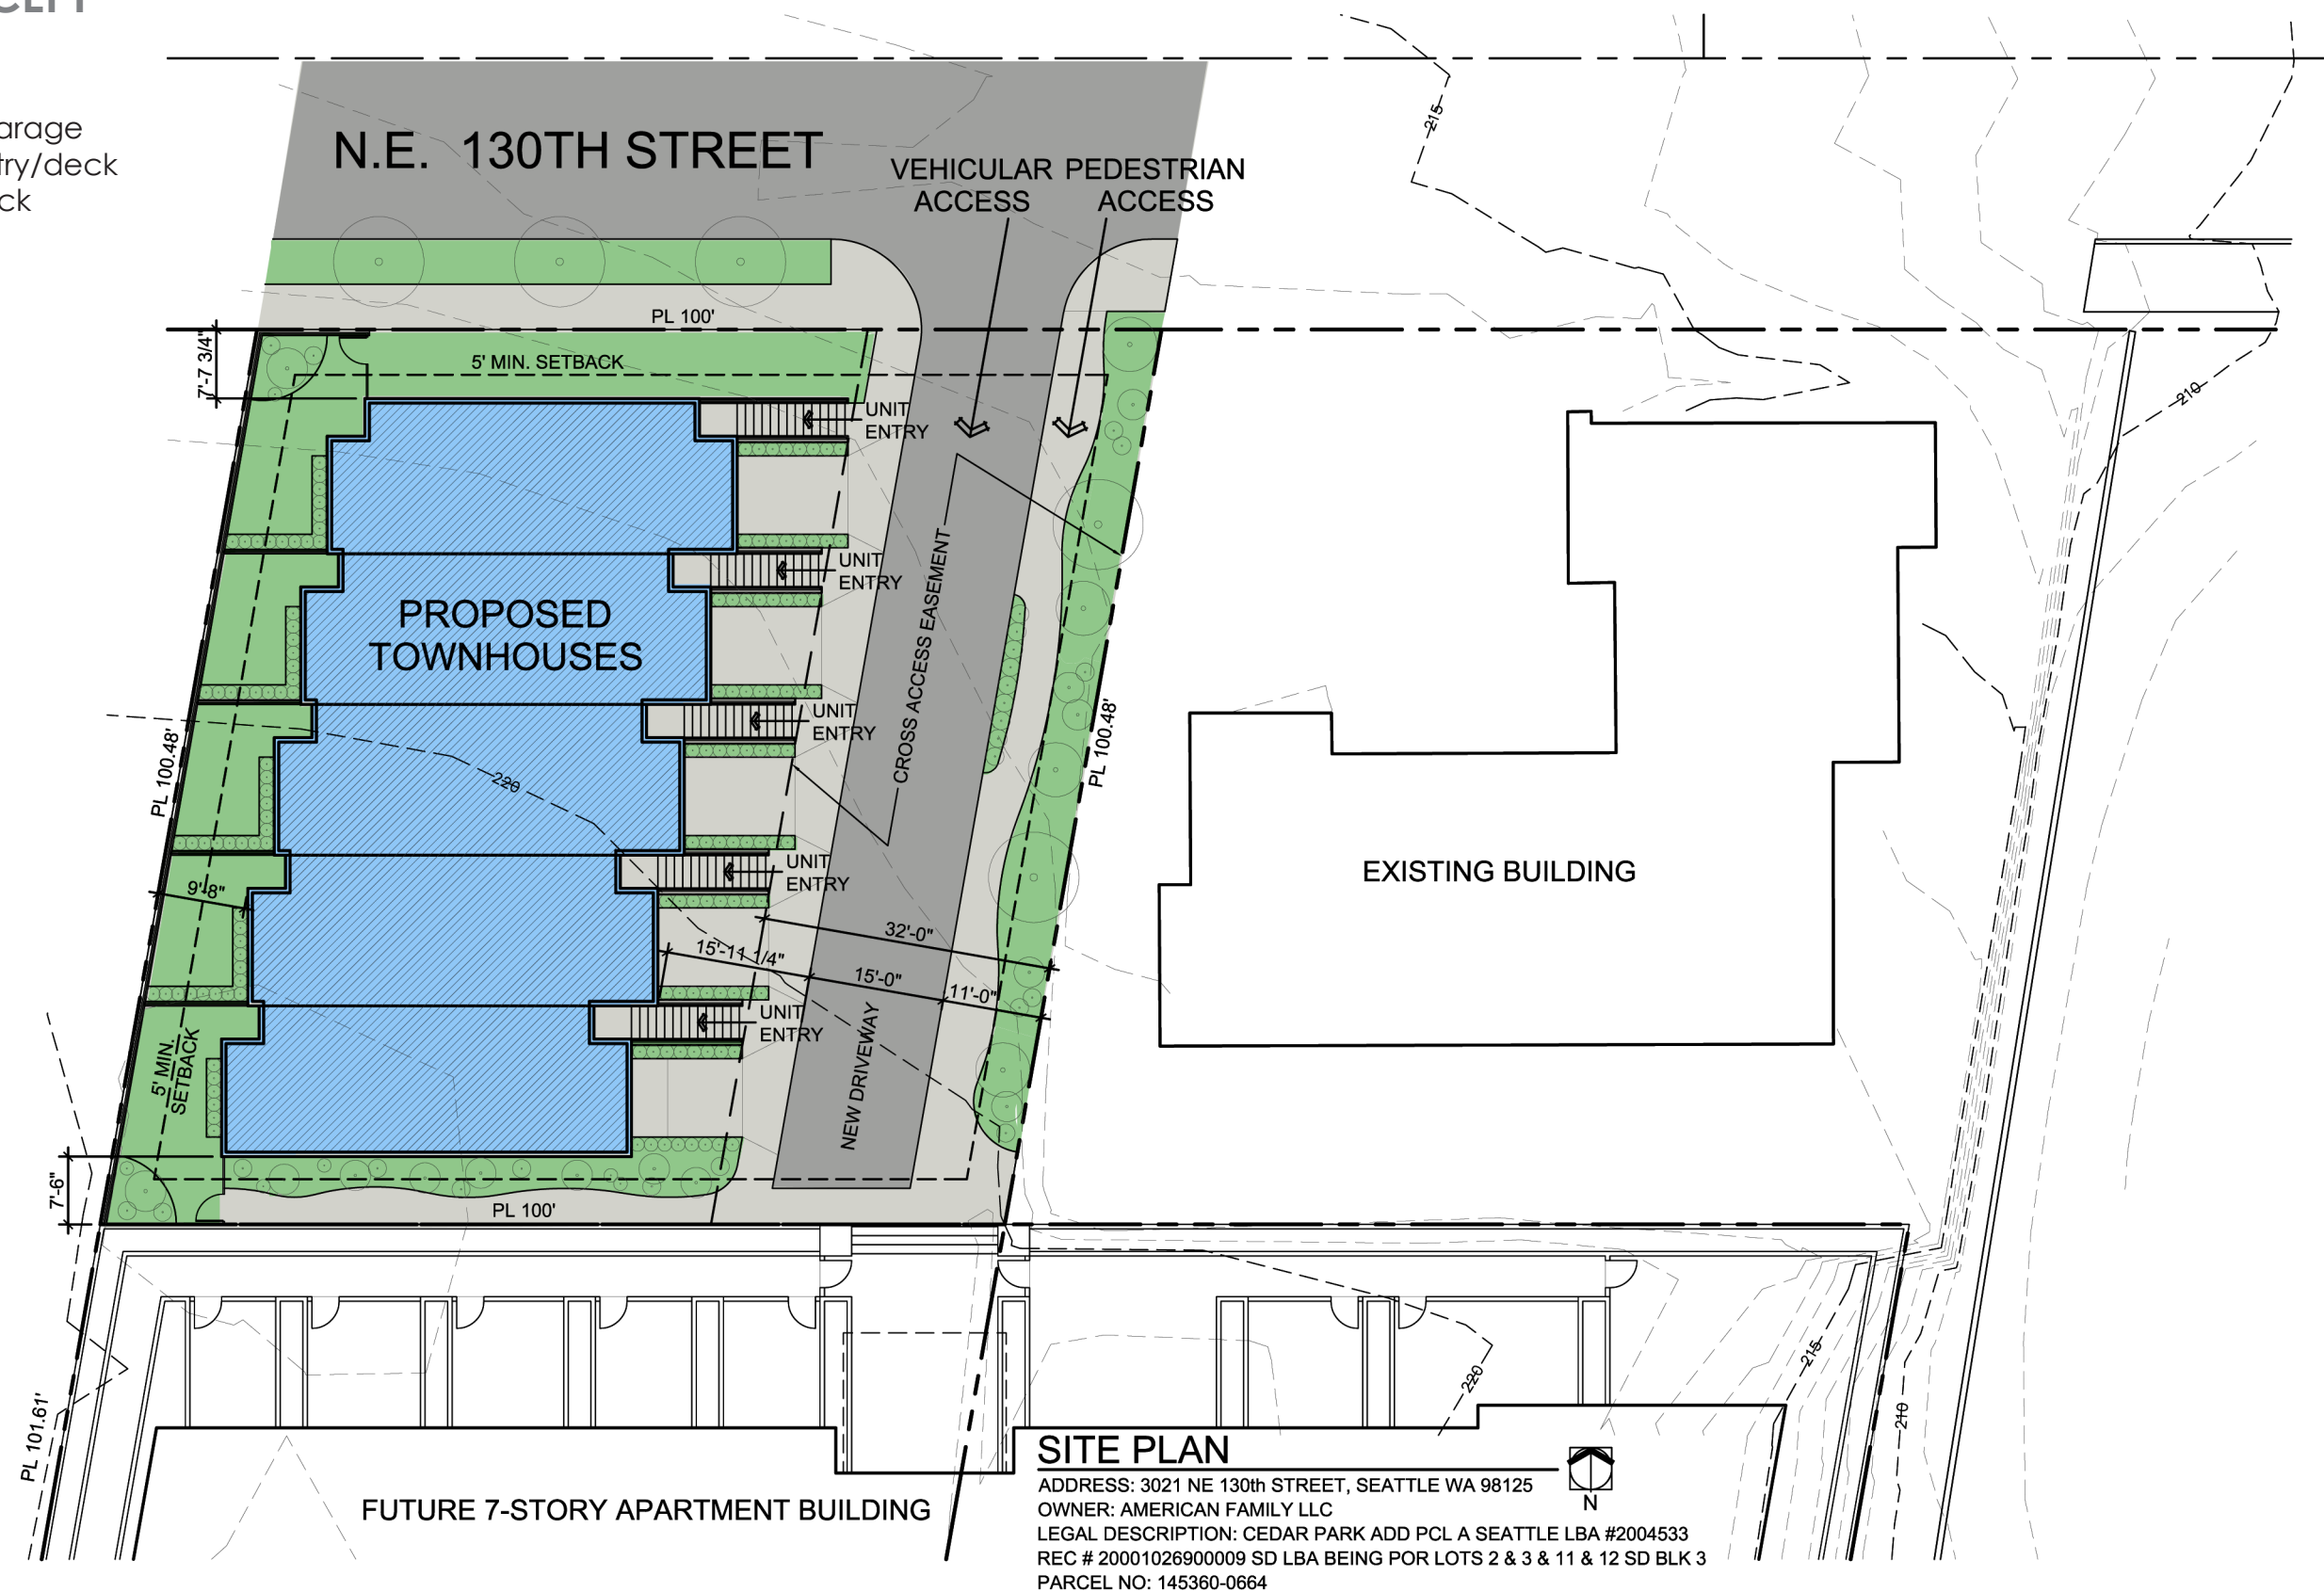 arage
try/deck
ck
N.E. 130TH STREET
VEHICULAR
ACCESS
PEDESTRIAN
ACCESS
PL 100'
7'-7 3/4"
5' MIN. SETBACK
UNIT
ENTRY
UNIT
ENTRY
PROPOSED
TOWNHOUSES
CROSS ACCESS EASEMENT
UNIT
ENTRY
PL 100.48'
PL 100.48'
220
UNIT
ENTRY
9'-8"
32'-0"
15'-11 1/4"
15'-0"
11'-0"
UNIT
ENTRY
5' MIN.
SETBACK
NEW DRIVEWAY
7'-6"
PL 100'
215
210
EXISTING BUILDING
215
220
210
PL 101.61'
FUTURE 7-STORY APARTMENT BUILDING
SITE PLAN
N
ADDRESS: 3021 NE 130th STREET, SEATTLE WA 98125
OWNER: AMERICAN FAMILY LLC
LEGAL DESCRIPTION: CEDAR PARK ADD PCL A SEATTLE LBA #2004533
REC # 20001026900009 SD LBA BEING POR LOTS 2 & 3 & 11 & 12 SD BLK 3
PARCEL NO: 145360-0664